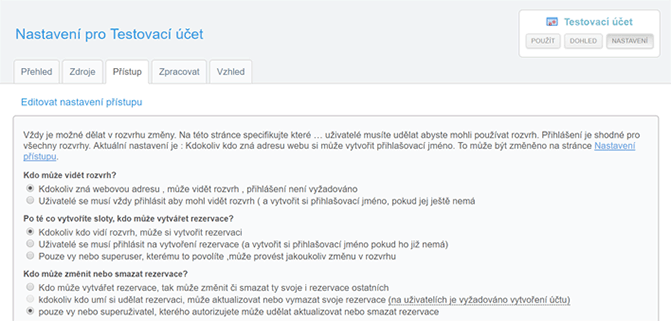 Nastavení pro Testovací účet
Testovací účet
POUŽÍT DOHLED NASTAVENÍ
Přehled Zdroje Přístup Zpracovat Vzhled
Editovat nastavení přístupu
Vždy je možné dělat v rozvrhu změny. Na této stránce specifikujte které ... uživatelé musíte udělat abyste mohli používat rozvrh. Přihlášení je shodné pro
všechny rozvrhy. Aktuální nastavení je : Kdokoliv kdo zná adresu webu si může vytvořit přihlašovací jméno. To může být změněno na stránce Nastavení
přístupu.
Kdo může vidět rozvrh?
Kdokoliv zná webovou adresu , může vidět rozvrh , přihlášení není vyžadováno
Uživatelé se musí vždy přihlásit aby mohl vidět rozvrh ( a vytvořit si přihlašovací jméno, pokud jej ještě nemá
Po té co vytvoříte sloty, kdo může vytvářet rezervace?
Kdokoliv kdo vidí rozvrh, může si vytvořit rezervaci
Uživatelé se musí přihlásit na vytvoření rezervace (a vytvořit si přihlašovací jméno pokud ho již nemá)
Pouze vy nebo superuser, kterému to povolíte ,může provést jakoukoliv změnu v rozvrhu
Kdo může změnit nebo smazat rezervace?
Kdo může vytvářet rezervace, tak může změnit či smazat ty svoje i rezervace ostatních
kdokoliv kdo umí si udělat rezervaci, může aktualizovat nebo vymazat svoje rezervace (na uživatelích je vyžadováno vytvoření účtu)
pouze vy nebo superuživatel, kterého autorizujete může udělat aktualizovat nebo smazat rezervace